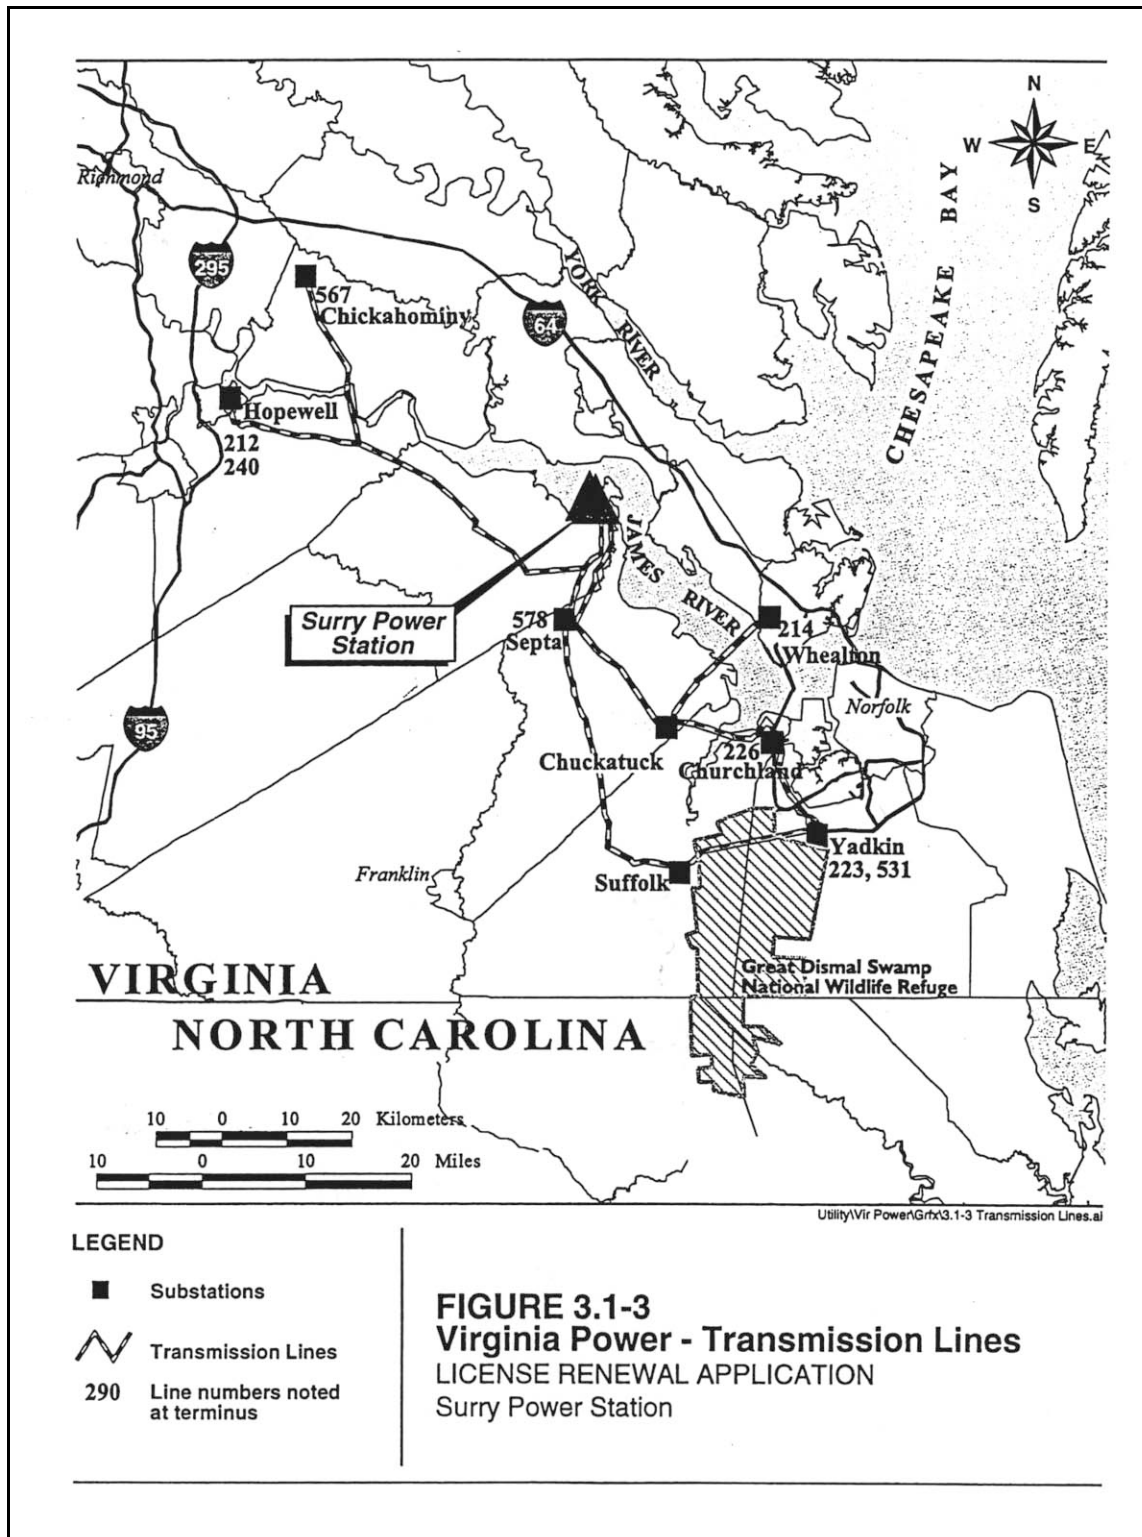 N
W
E
S
Richmond
295
567
Chickahominy
64
YORK
RIVER
CHESAPEAKE BAY
Hopewell
212
240
JAMES
RIVER
Surry Power
Station
578
Septa
214
Whealton
95
Norfolk
Chuckatuck
226
Churchland
Yadkin
223, 531
Franklin
Suffolk
Great Dismal Swamp
National Wildlife Refuge
VIRGINIA
NORTH CAROLINA
10 0 10 20 Kilometers
10 0 10 20 Miles
Utility\Vir Power\Grfx\3.1-3 Transmission Lines.ai
LEGEND
Substations
Transmission Lines
290 Line numbers noted
at terminus
FIGURE 3.1-3
Virginia Power - Transmission Lines
LICENSE RENEWAL APPLICATION
Surry Power Station